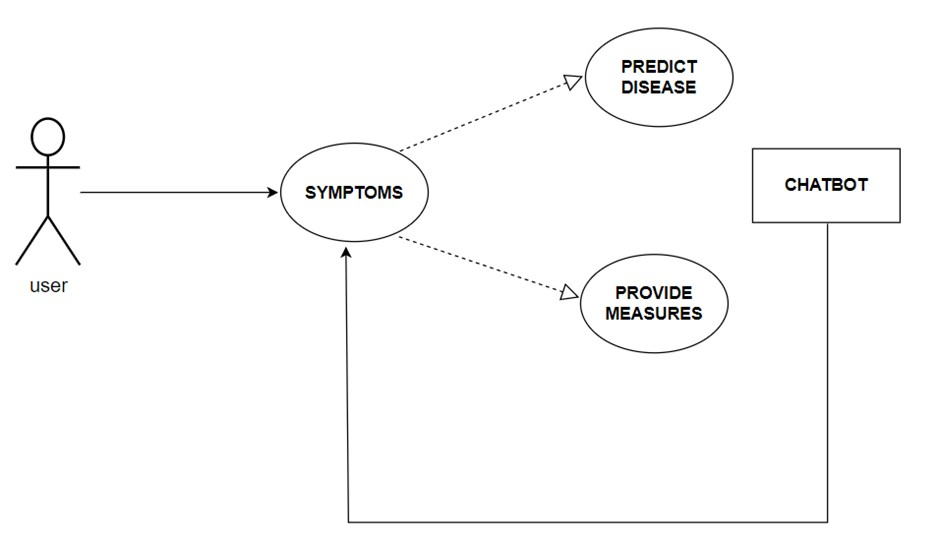 PREDICT
DISEASE
CHATBOT
SYMPTOMS
user
PROVIDE
MEASURES